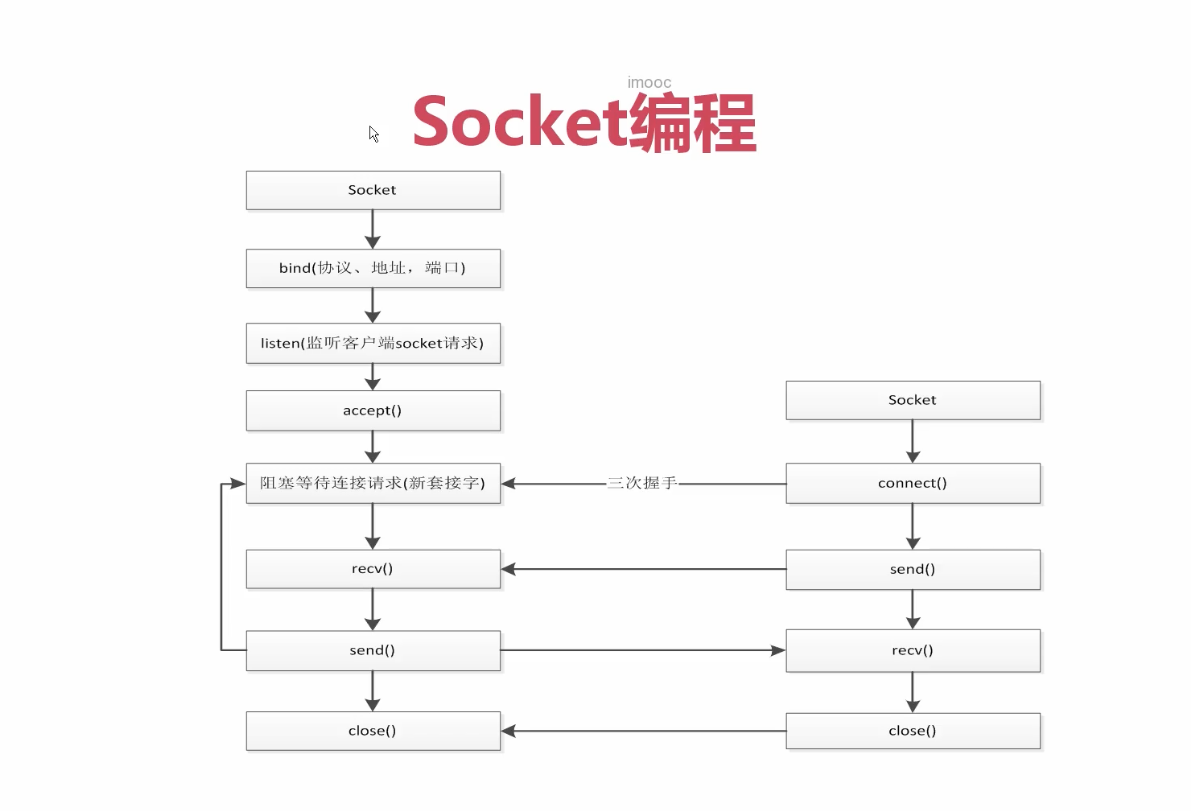 imooc
Socket编程
Socket
bind(协议、地址，端口)
listen(监听客户端socket请求)
accept()
Socket
阻塞等待连接请求(新套接字)
三次握手
connect()
recv()
send()
send()
recv()
close()
close()